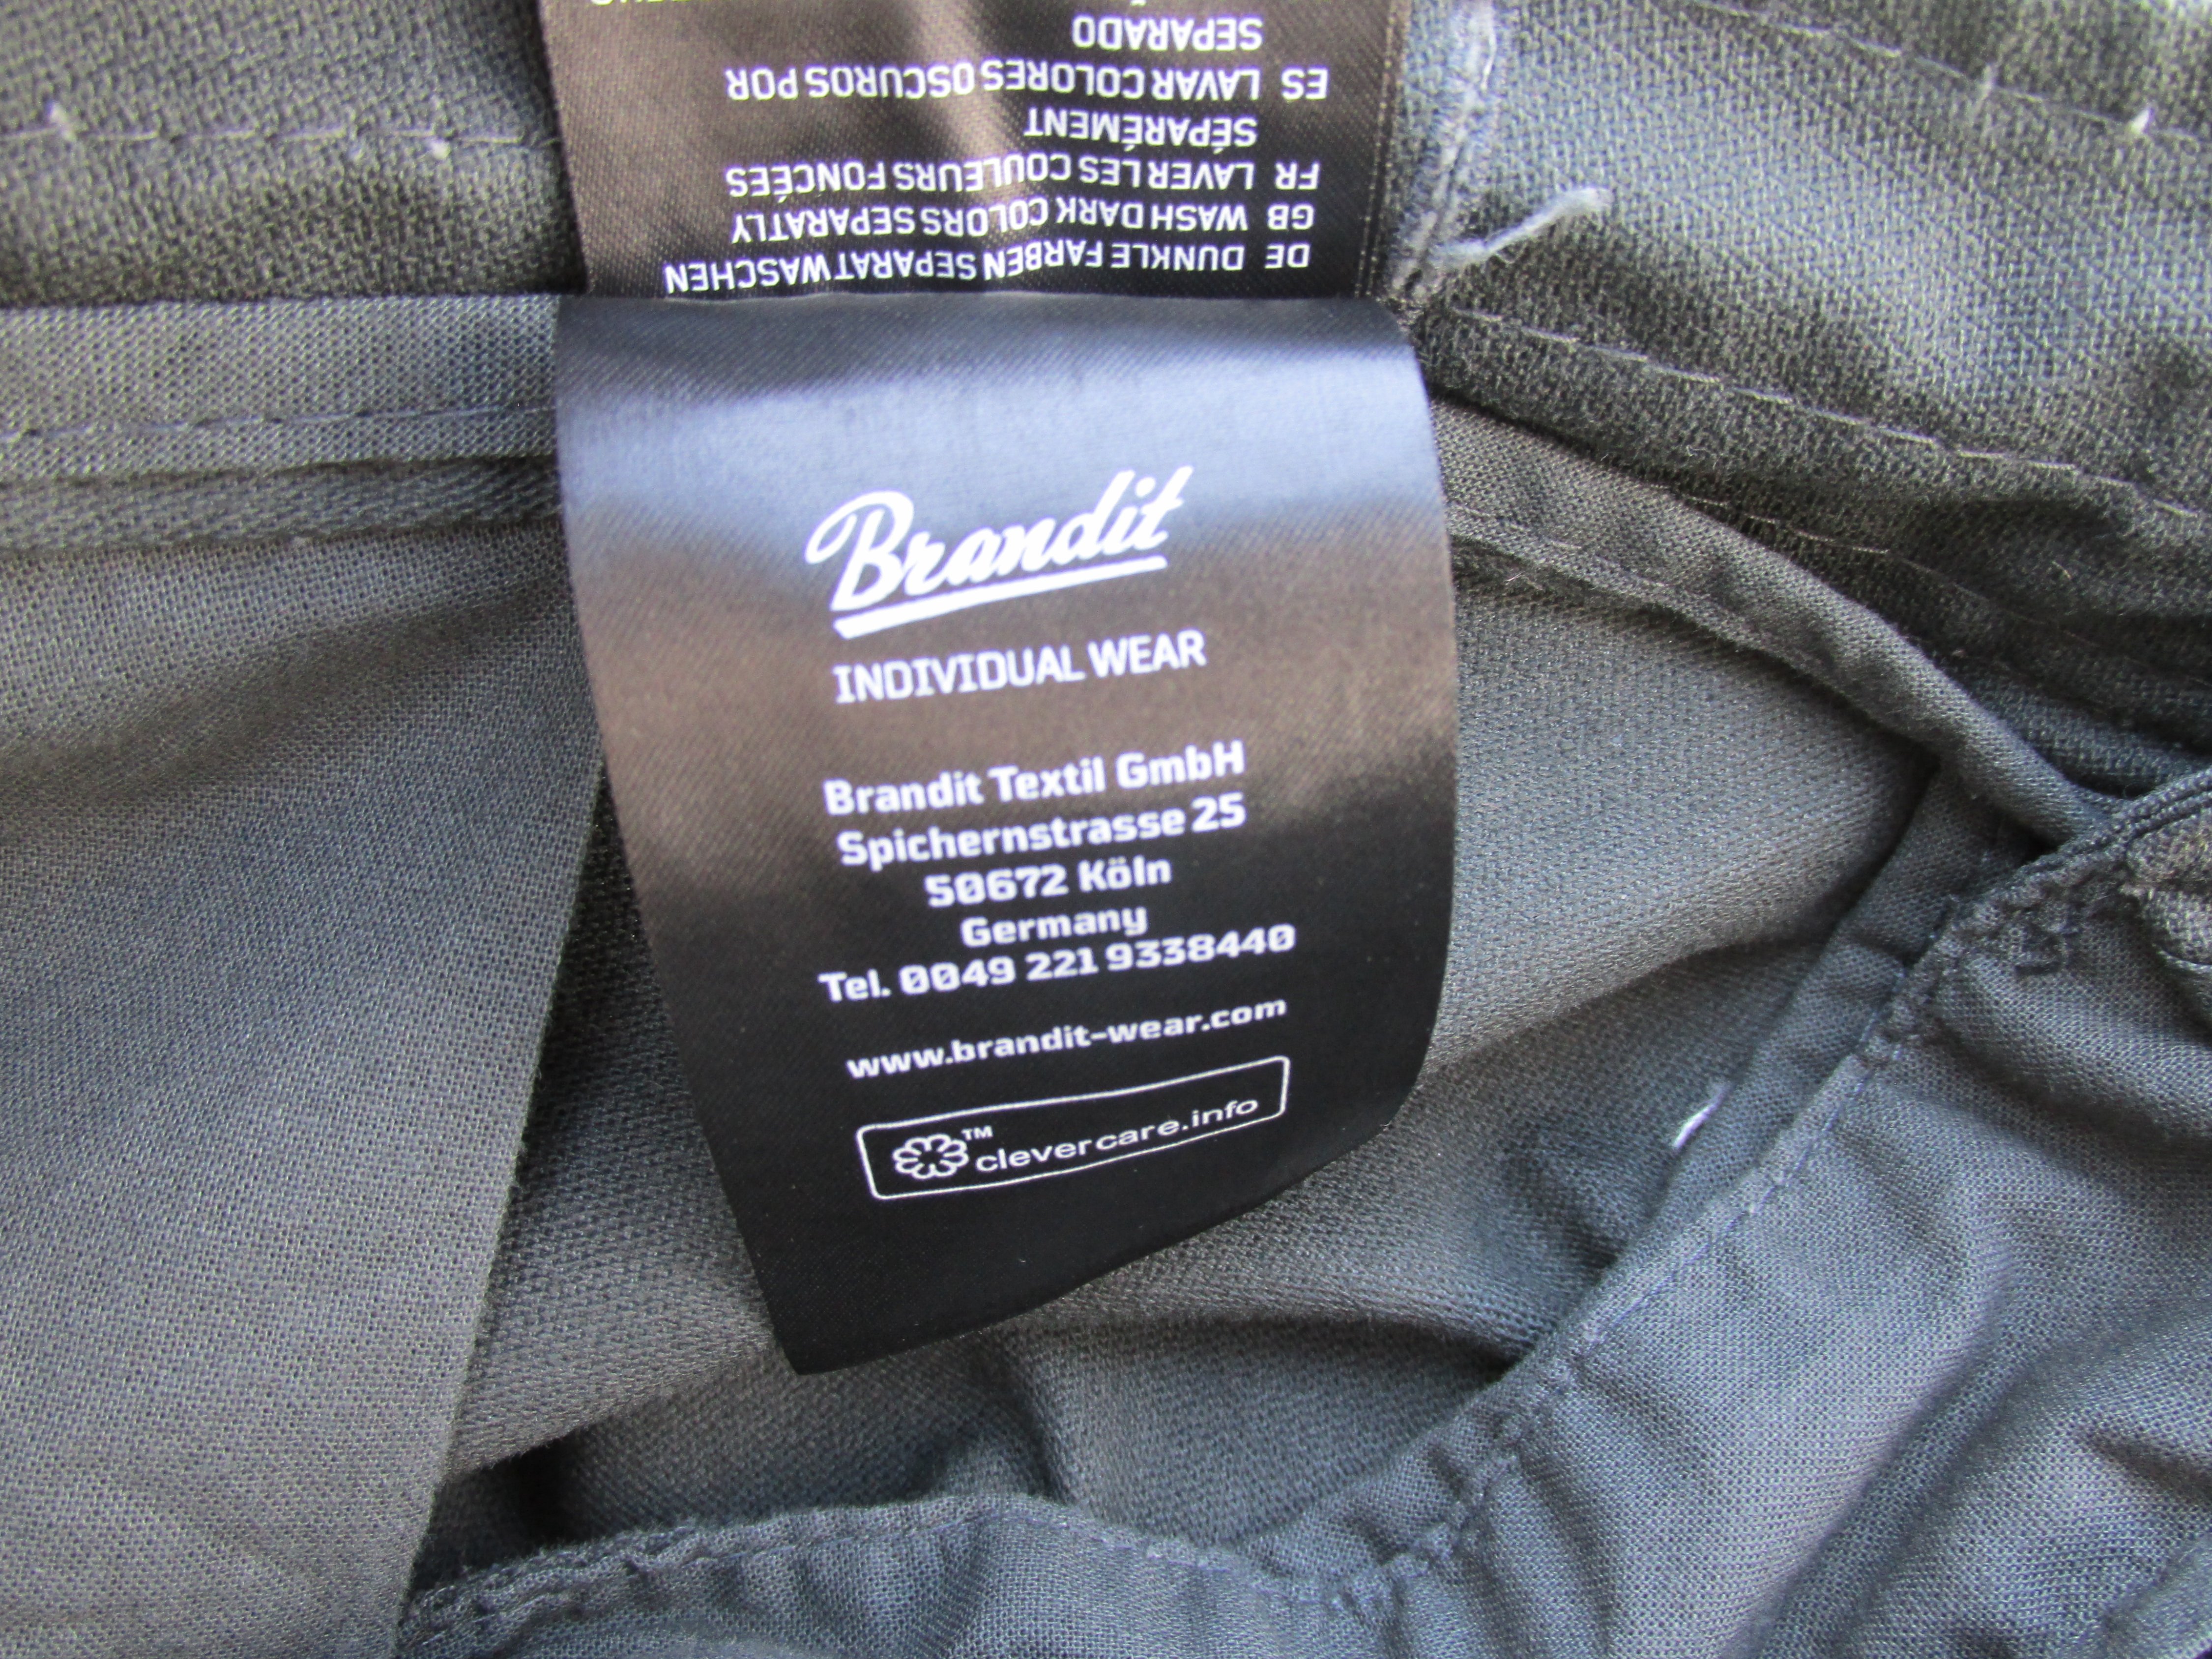 Brandit
INDIVIDUAL WEAR
Brandit Textil GmbH
Spichernstrasse 25
50672 Köln
Germany
Tel. 0049 221 9338440
www.brandit-wear.com
™ clevercare.info
DE DUNKLE FARBEN SEPARAT WASCHEN
GB WASH DARK COLORS SEPARATLY
FR LAVER LES COULEURS FONCÉES
SÉPARÉMENT
ES LAVAR COLORES OSCUROS POR
SEPARADO